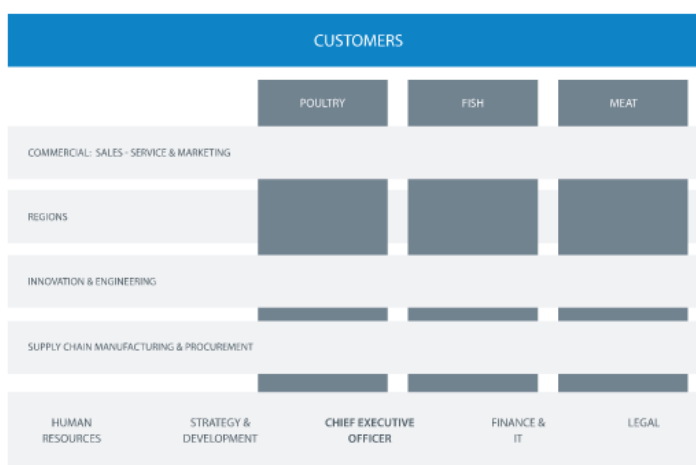 CUSTOMERS
POULTRY FISH MEAT
COMMERCIAL: SALES - SERVICE & MARKETING
REGIONS
INNOVATION & ENGINEERING
SUPPLY CHAIN MANUFACTURING & PROCUREMENT
HUMAN
RESOURCES
STRATEGY &
DEVELOPMENT
CHIEF EXECUTIVE
OFFICER
FINANCE &
IT
LEGAL